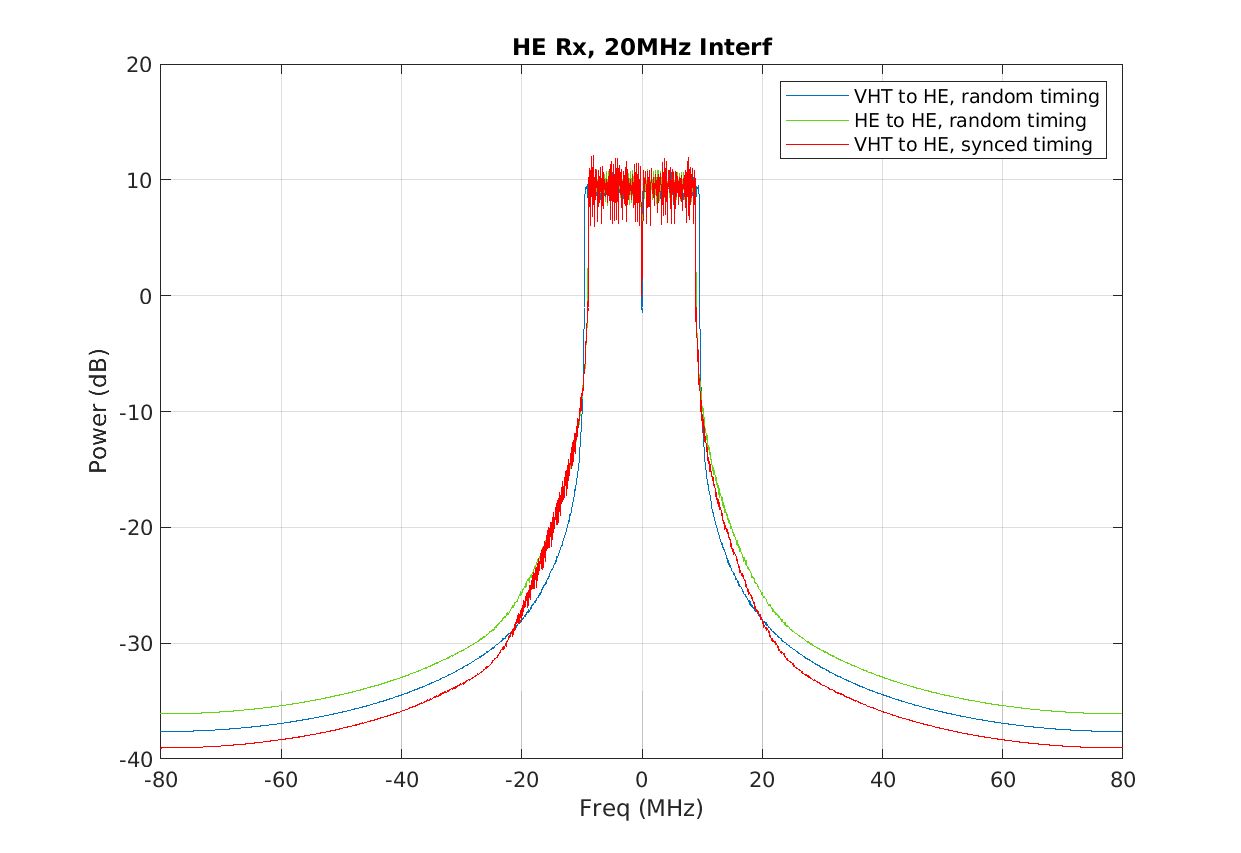 HE Rx, 20MHz Interf
VHT to HE, random timing
HE to HE, random timing
VHT to HE, synced timing
20
10
0
-10
-20
-30
-40
Power (dB)
-80
-60
-40
-20
0
20
40
60
80
Freq (MHz)